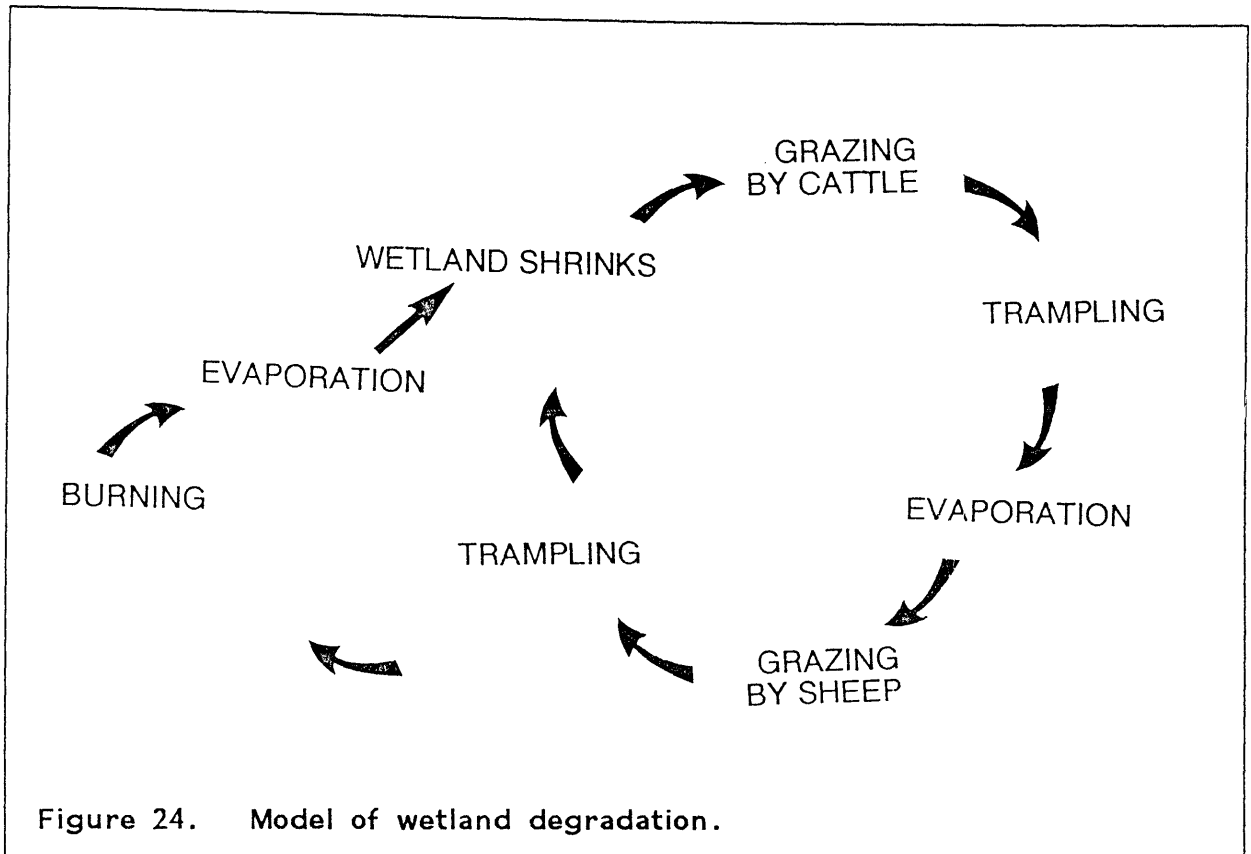 GRAZING
BY CATTLE
WETLAND SHRINKS
TRAMPLING
EVAPORATION
BURNING
EVAPORATION
TRAMPLING
GRAZING
BY SHEEP
Figure 24. Model of wetland degradation.